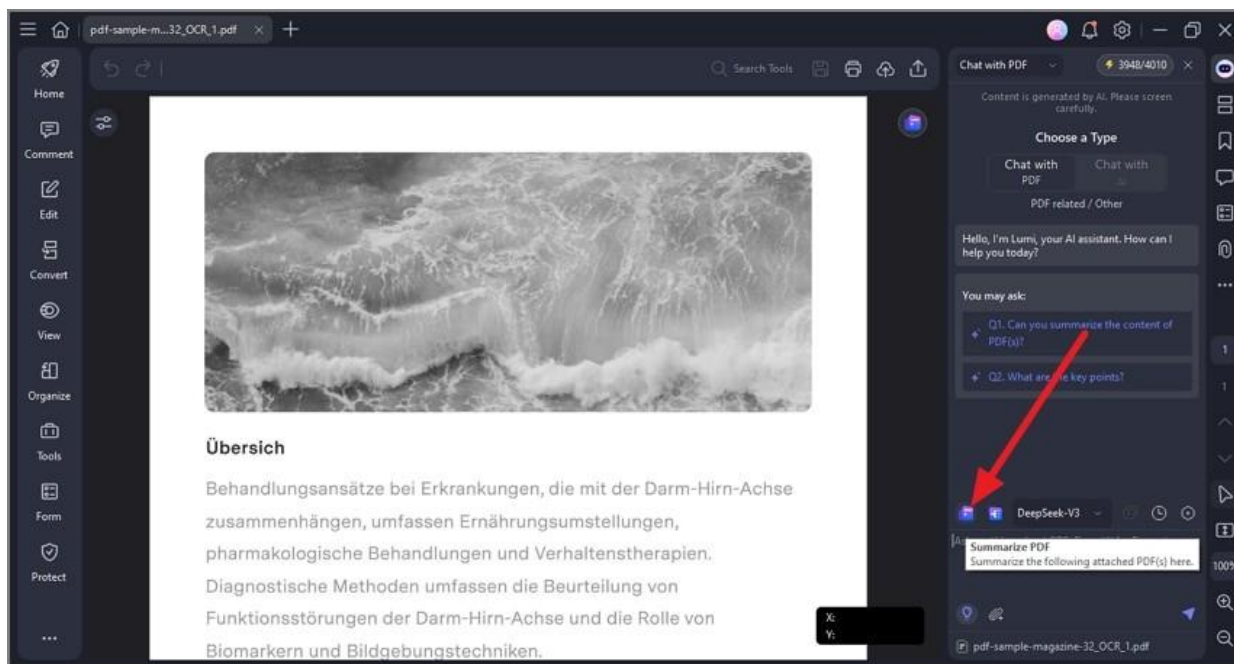 pdf-sample-m...32_OCR_1.pdf
Search Tools
Home
Comment
Edit
Convert
View
Organize
Tools
Form
Protect
Übersich
Behandlungsansätze bei Erkrankungen, die mit der Darm-Hirn-Achse
zusammenhängen, umfassen Ernährungsumstellungen,
pharmakologische Behandlungen und Verhaltenstherapien.
Diagnostische Methoden umfassen die Beurteilung von
Funktionsstörungen der Darm-Hirn-Achse und die Rolle von
Biomarkern und Bildgebungstechniken.
X:
Y:
Chat with PDF
3948/4010
Content is generated by AI. Please screen
carefully.
Choose a Type
Chat with
PDF
Chat with
PDF related / Other
Hello, I'm Lumi, your AI assistant. How can I
help you today?
You may ask:
Q1. Can you summarize the content of
PDF(s)?
Q2. What are the key points?
DeepSeek-V3
Summarize PDF
Summarize the following attached PDF(s) here.
pdf-sample-magazine-32_OCR_1.pdf
1
1
100%